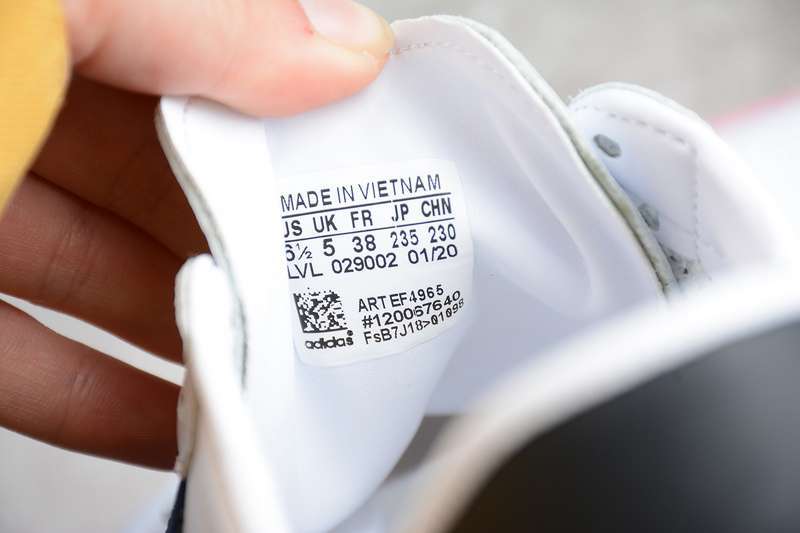 MADE IN VIETNAM
US UK FR JP CHN
6½ 5 38 235 230
LVL 029002 01/20
ART EF4965
#120067640
FsB7J18>01098
adidas